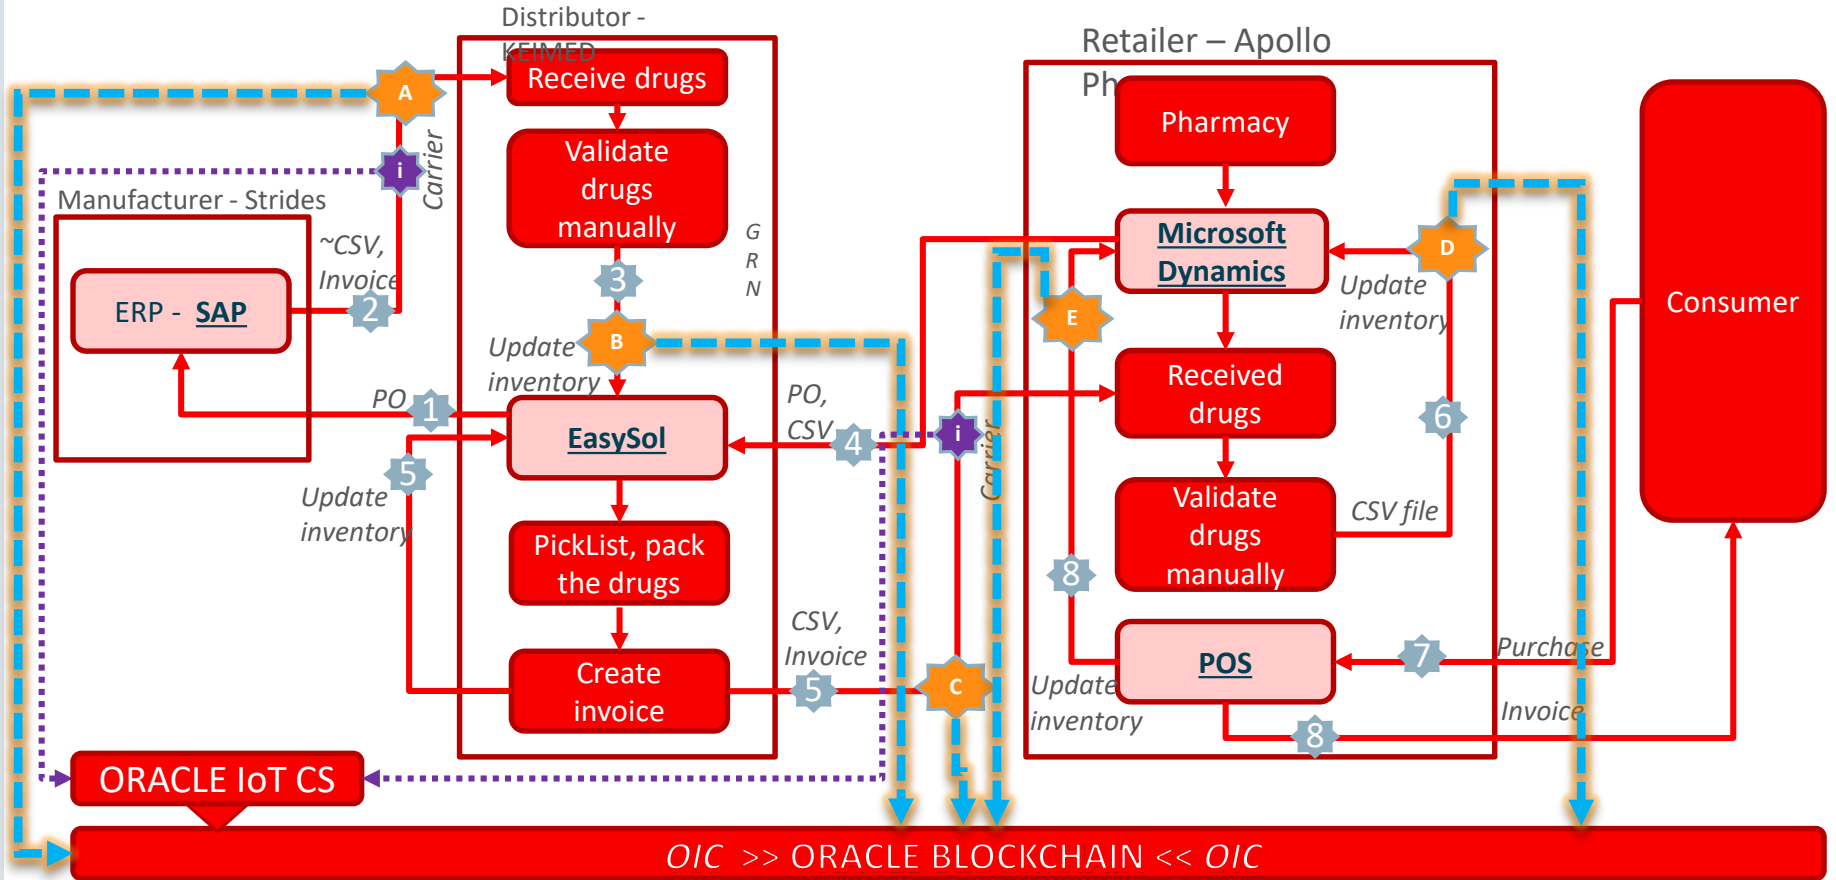 Distributor -
KEIMED
Receive drugs
Validate
drugs
manually
G
R
N
3
B
Update
inventory
EasySol
PickList, pack
the drugs
Create
invoice
A
i
Carrier
Manufacturer - Strides
~CSV,
Invoice
2
ERP - SAP
PO
1
5
Update
inventory
CSV,
Invoice
5
C
PO,
CSV
4
i
Carrier
Retailer – Apollo
Ph
Pharmacy
Microsoft
Dynamics
D
E
Update
inventory
Received
drugs
6
Validate
drugs
manually
CSV file
8
POS
7
Purchase
Update
inventory
8
Invoice
Consumer
ORACLE IoT CS
OIC >> ORACLE BLOCKCHAIN << OIC